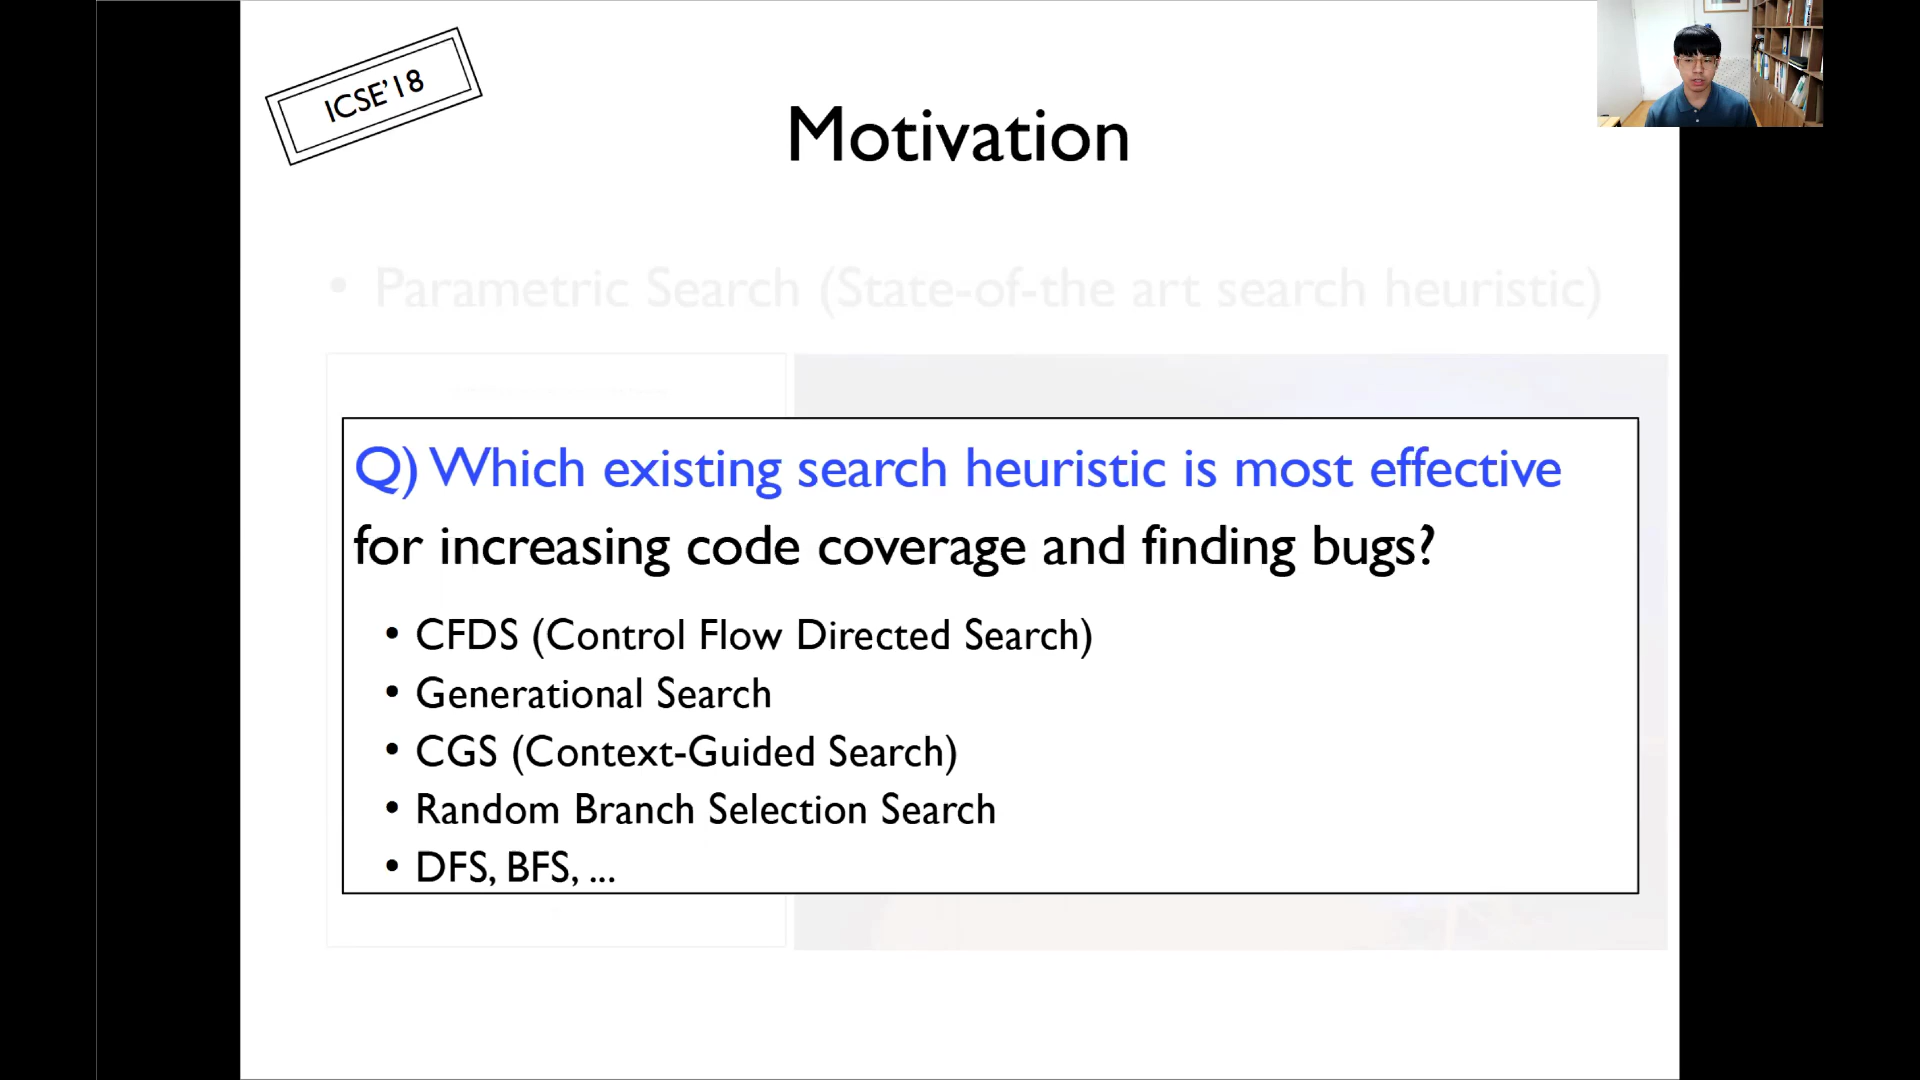 ICSE'18
Motivation
• Parametric Search (State-of-the art search heuristic)
Q) Which existing search heuristic is most effective
for increasing code coverage and finding bugs?
• CFDS (Control Flow Directed Search)
• Generational Search
• CGS (Context-Guided Search)
• Random Branch Selection Search
• DFS, BFS, ...